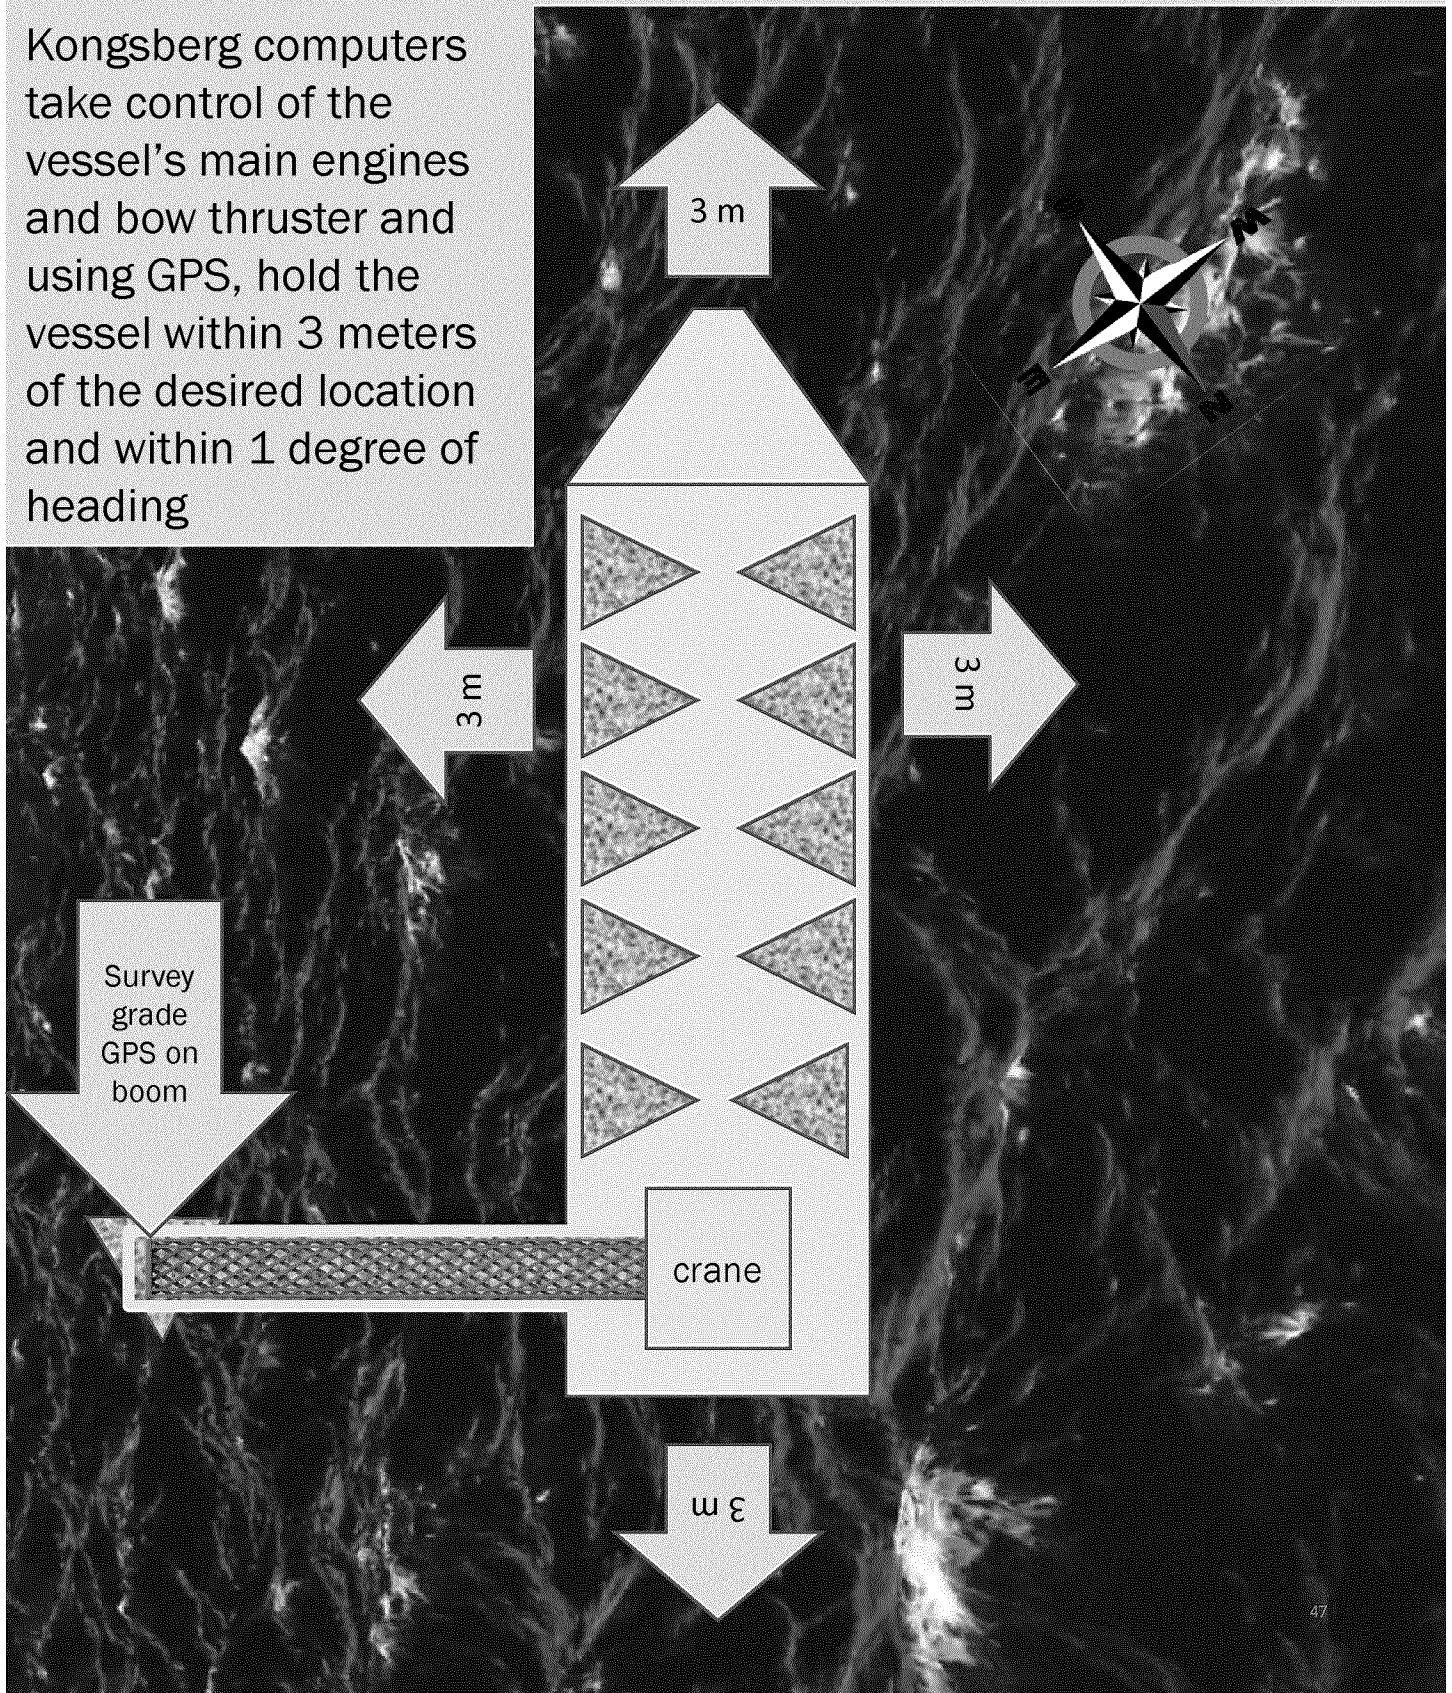 Kongsberg computers
take control of the
vessel's main engines
and bow thruster and
using GPS, hold the
vessel within 3 meters
of the desired location
and within 1 degree of
heading
3 m
S
W
E
N
3 m
3 m
Survey
grade
GPS on
boom
crane
3 m
47